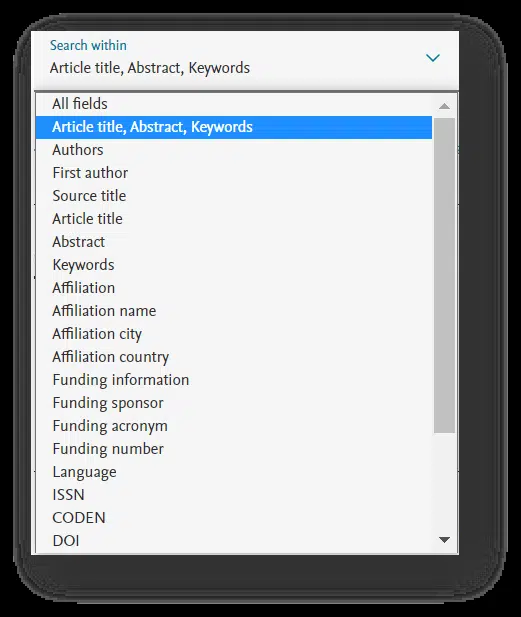 Search within
Article title, Abstract, Keywords
All fields
Article title, Abstract, Keywords
Authors
First author
Source title
Article title
Abstract
Keywords
Affiliation
Affiliation name
Affiliation city
Affiliation country
Funding information
Funding sponsor
Funding acronym
Funding number
Language
ISSN
CODEN
DOI